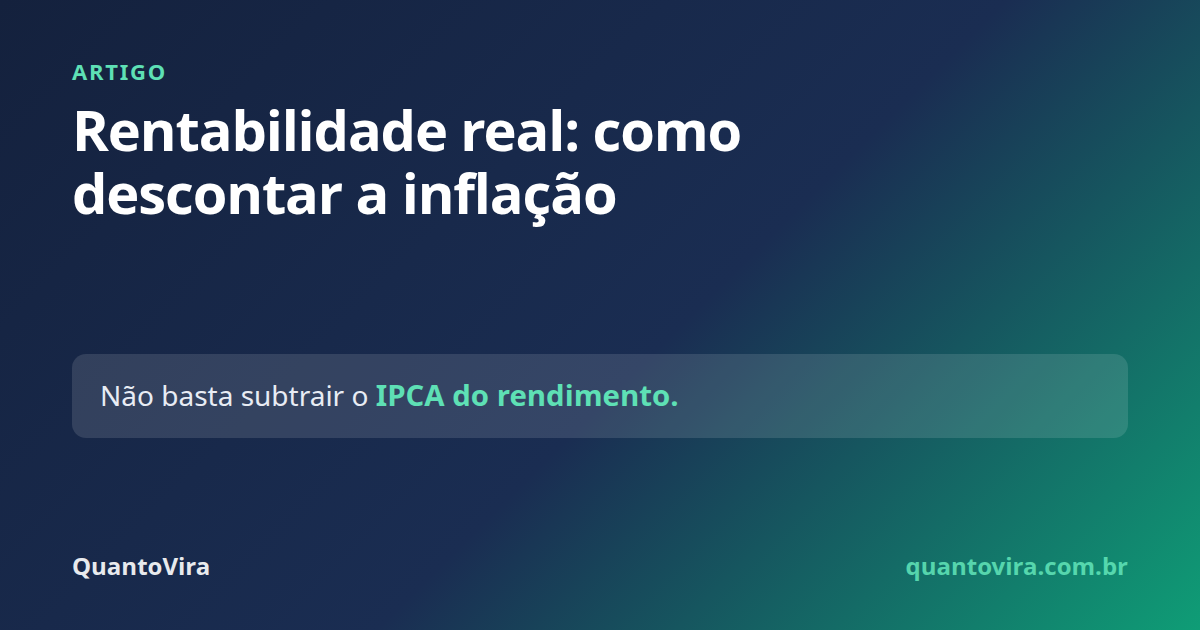 ARTIGO
Rentabilidade real: como
descontar a inflação
Não basta subtrair o IPCA do rendimento.
QuantoVira
quantovira.com.br